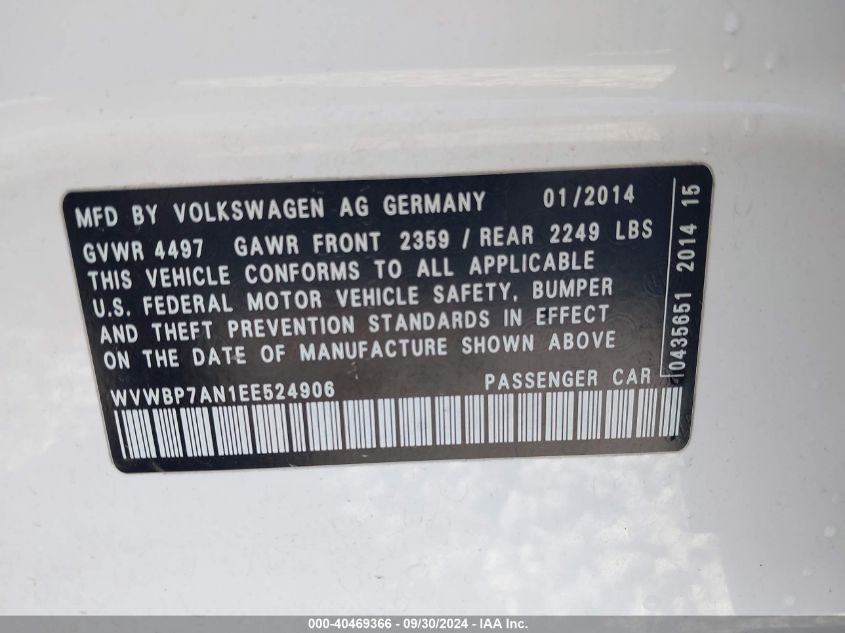 MFD BY VOLKSWAGEN AG GERMANY 01/2014
GVWR 4497 GAWR FRONT 2359 / REAR 2249 LBS
THIS VEHICLE CONFORMS TO ALL APPLICABLE
U.S. FEDERAL MOTOR VEHICLE SAFETY, BUMPER
AND THEFT PREVENTION STANDARDS IN EFFECT
ON THE DATE OF MANUFACTURE SHOWN ABOVE
WVWBP7AN1EE524906 PASSENGER CAR
0435651 2014 15
000-40469366 - 09/30/2024 - IAA Inc.